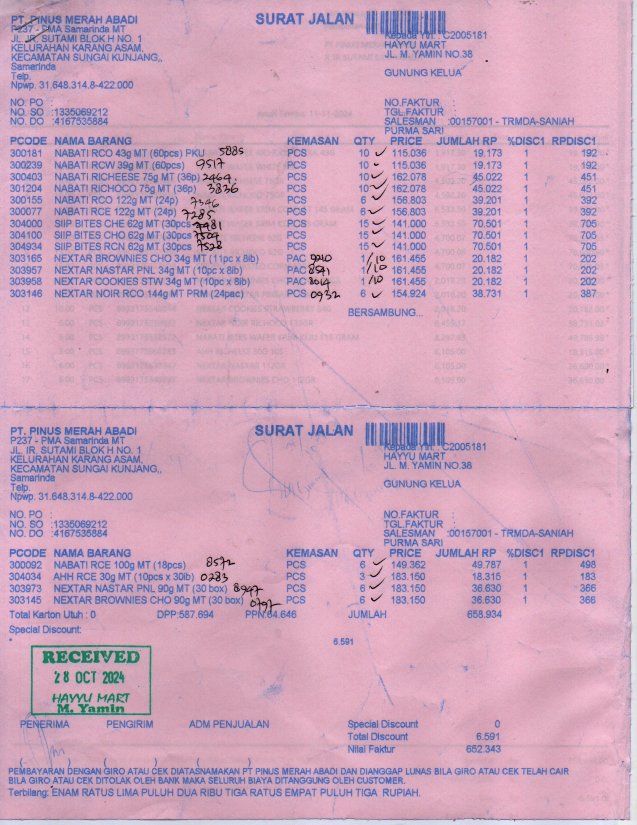 PT. PINUS MERAH ABADI SURAT JALAN
P237 - PMA Samarinda MT Kepada Yth. : C2005181
JL. IR. SUTAMI BLOK H NO. 1 HAYYU MART
KELURAHAN KARANG ASAM, JL. M. YAMIN NO.38
KECAMATAN SUNGAI KUNJANG,,
Samarinda GUNUNG KELUA
Telp.
Npwp. 31.648.314.8-422.000
NO. PO : NO.FAKTUR :
NO. SO :1335069212 TGL.FAKTUR :
NO. DO :4167535884 SALESMAN :00157001 - TRMDA-SANIAH
PURMA SARI
PCODE NAMA BARANG KEMASAN QTY PRICE JUMLAH RP %DISC1 RPDISC1
300181 NABATI RCO 43g MT (60pcs) PKU 5885 PCS 10 115.036 19.173 1 192
300239 NABATI RCW 39g MT (60pcs) 9517 PCS 10 115.036 19.173 1 192
300403 NABATI RICHEESE 75g MT (36p) 2469 PCS 10 162.078 45.022 1 451
301204 NABATI RICHOCO 75g MT (36p) 3836 PCS 10 162.078 45.022 1 451
300155 NABATI RCO 122g MT (24p) 7346 PCS 6 156.803 39.201 1 392
300077 NABATI RCE 122g MT (24p) 7285 PCS 6 156.803 39.201 1 392
304000 SIIP BITES CHE 62g MT (30pcs PCS 15 141.000 70.501 1 705
304100 SIIP BITES CHO 62g MT (30pcs 7504 PCS 15 141.000 70.501 1 705
304934 SIIP BITES RCN 62g MT (30pcs 7528 PCS 15 141.000 70.501 1 705
303165 NEXTAR BROWNIES CHO 34g MT (11pc x 8ib) PAC 9010 1/10 161.455 20.182 1 202
303957 NEXTAR NASTAR PNL 34g MT (10pc x 8ib) PAC 8571 1/10 161.455 20.182 1 202
303958 NEXTAR COOKIES STW 34g MT (10pc x 8ib) PAC 8014 1/10 161.455 20.182 1 202
303146 NEXTAR NOIR RCO 144g MT PRM (24pac) PCS 0932 6 154.924 38.731 1 387
BERSAMBUNG...
PT. PINUS MERAH ABADI SURAT JALAN
P237 - PMA Samarinda MT Kepada Yth. : C2005181
JL. IR. SUTAMI BLOK H NO. 1 HAYYU MART
KELURAHAN KARANG ASAM, JL. M. YAMIN NO.38
KECAMATAN SUNGAI KUNJANG,,
Samarinda GUNUNG KELUA
Telp.
Npwp. 31.648.314.8-422.000
NO. PO : NO.FAKTUR :
NO. SO :1335069212 TGL.FAKTUR :
NO. DO :4167535884 SALESMAN :00157001 - TRMDA-SANIAH
PURMA SARI
PCODE NAMA BARANG KEMASAN QTY PRICE JUMLAH RP %DISC1 RPDISC1
300092 NABATI RCE 100g MT (18pcs) 8572 PCS 6 149.362 49.787 1 498
304034 AHH RCE 30g MT (10pcs x 30ib) 0283 PCS 3 183.150 18.315 1 183
303973 NEXTAR NASTAR PNL 90g MT (30 box) 8947 PCS 6 183.150 36.630 1 366
303145 NEXTAR BROWNIES CHO 90g MT (30 box) 0797 PCS 6 183.150 36.630 1 366
Total Karton Utuh : 0 DPP:587.694 PPN:64.646 JUMLAH 658.934
Special Discount:
6.591
RECEIVED
28 OCT 2024
HAYYU MART
M. Yamin
PENERIMA PENGIRIM ADM PENJUALAN Special Discount 0
Total Discount 6.591
Nilai Faktur 652.343
PEMBAYARAN DENGAN GIRO ATAU CEK DIATASNAMAKAN PT PINUS MERAH ABADI DAN DIANGGAP LUNAS BILA GIRO ATAU CEK TELAH CAIR
BILA GIRO ATAU CEK DITOLAK OLEH BANK MAKA SELURUH BIAYA DITANGGUNG OLEH CUSTOMER.
Terbilang: ENAM RATUS LIMA PULUH DUA RIBU TIGA RATUS EMPAT PULUH TIGA RUPIAH.